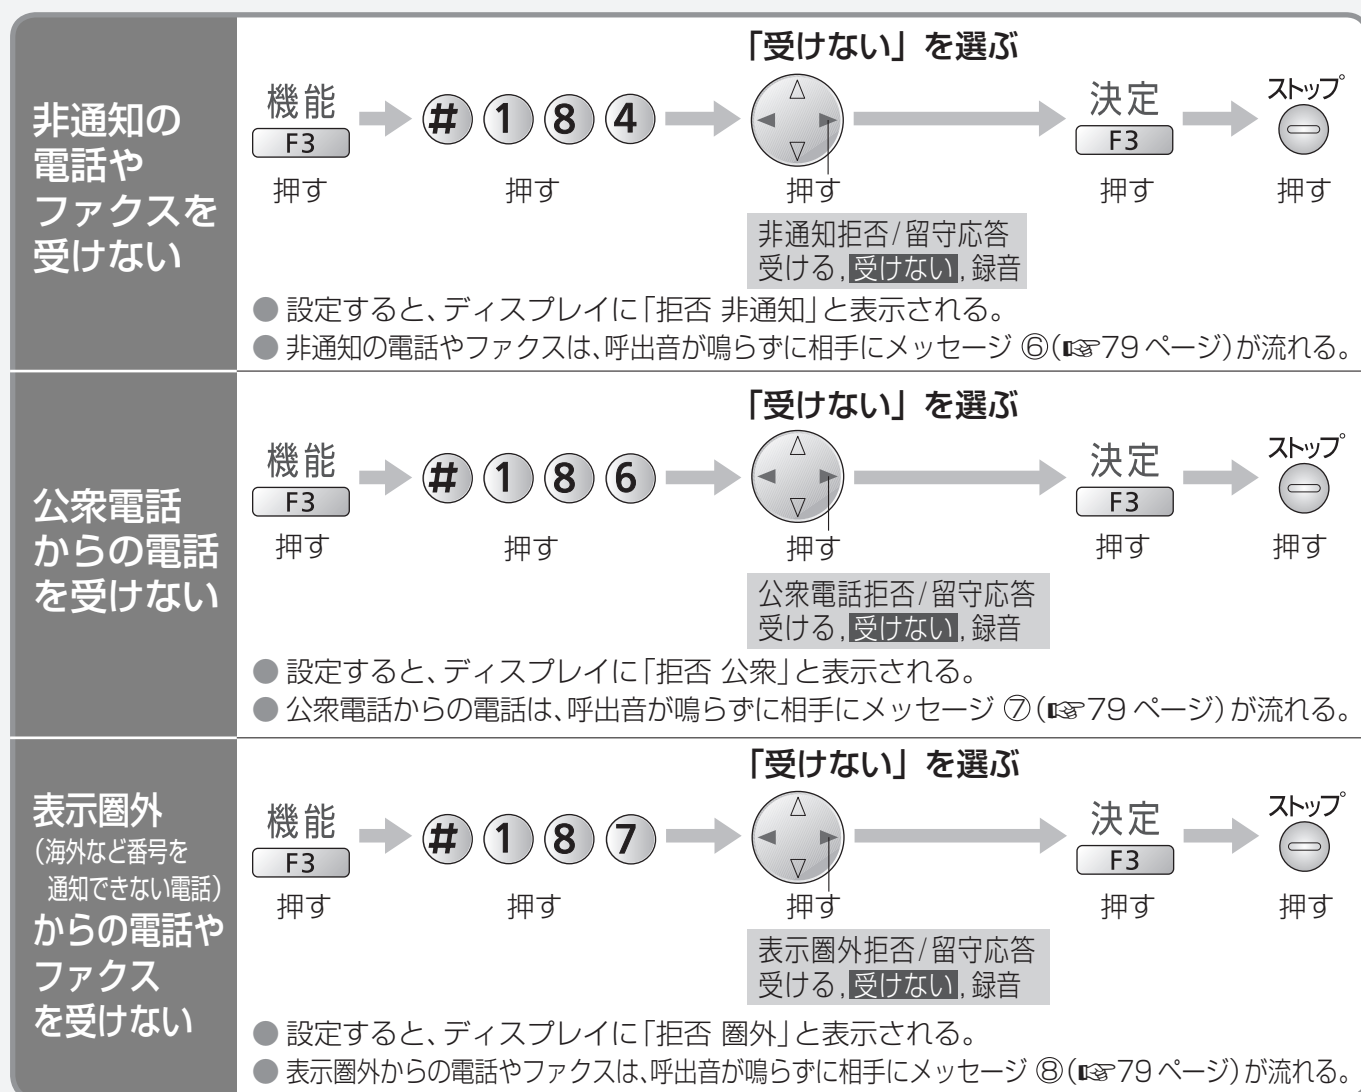 非通知の
電話や
ファクスを
受けない
「受けない」を選ぶ
機能 決定 ストップ
F3 # 1 8 4 F3
押す 押す 押す 押す 押す
非通知拒否/留守応答
受ける,受けない,録音
● 設定すると、ディスプレイに「拒否 非通知」と表示される。
● 非通知の電話やファクスは、呼出音が鳴らずに相手にメッセージ ⑥(☞79 ページ)が流れる。
公衆電話
からの電話
を受けない
「受けない」を選ぶ
機能 決定 ストップ
F3 # 1 8 6 F3
押す 押す 押す 押す 押す
公衆電話拒否/留守応答
受ける,受けない,録音
● 設定すると、ディスプレイに「拒否 公衆」と表示される。
● 公衆電話からの電話は、呼出音が鳴らずに相手にメッセージ ⑦(☞79 ページ)が流れる。
表示圏外
(海外など番号を
通知できない電話)
からの電話や
ファクス
を受けない
「受けない」を選ぶ
機能 決定 ストップ
F3 # 1 8 7 F3
押す 押す 押す 押す 押す
表示圏外拒否/留守応答
受ける,受けない,録音
● 設定すると、ディスプレイに「拒否 圏外」と表示される。
● 表示圏外からの電話やファクスは、呼出音が鳴らずに相手にメッセージ ⑧(☞79 ページ)が流れる。